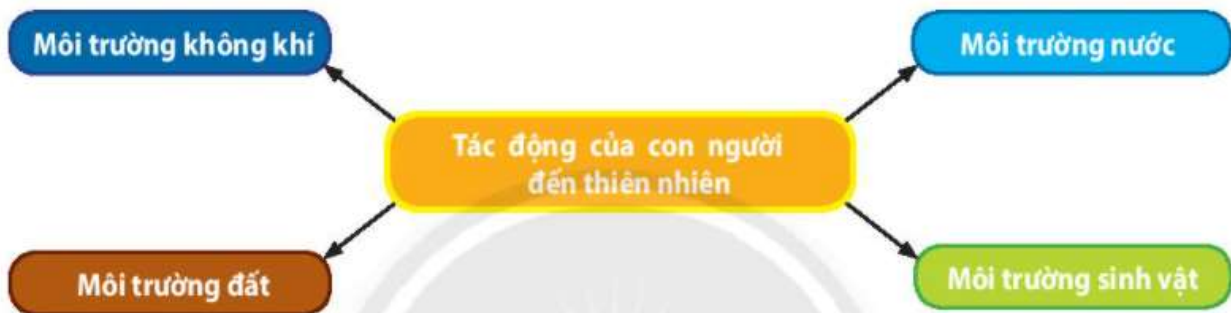 Môi trường không khí
Môi trường nước
Tác động của con người
đến thiên nhiên
Môi trường đất
Môi trường sinh vật